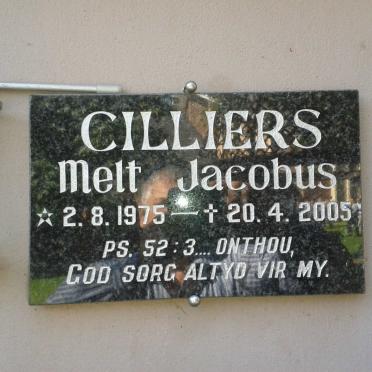 CILLIERS
Melt Jacobus
☆ 2. 8. 1975 — † 20. 4. 2005
PS. 52 : 3.... ONTHOU,
GOD SORG ALTYD VIR MY.